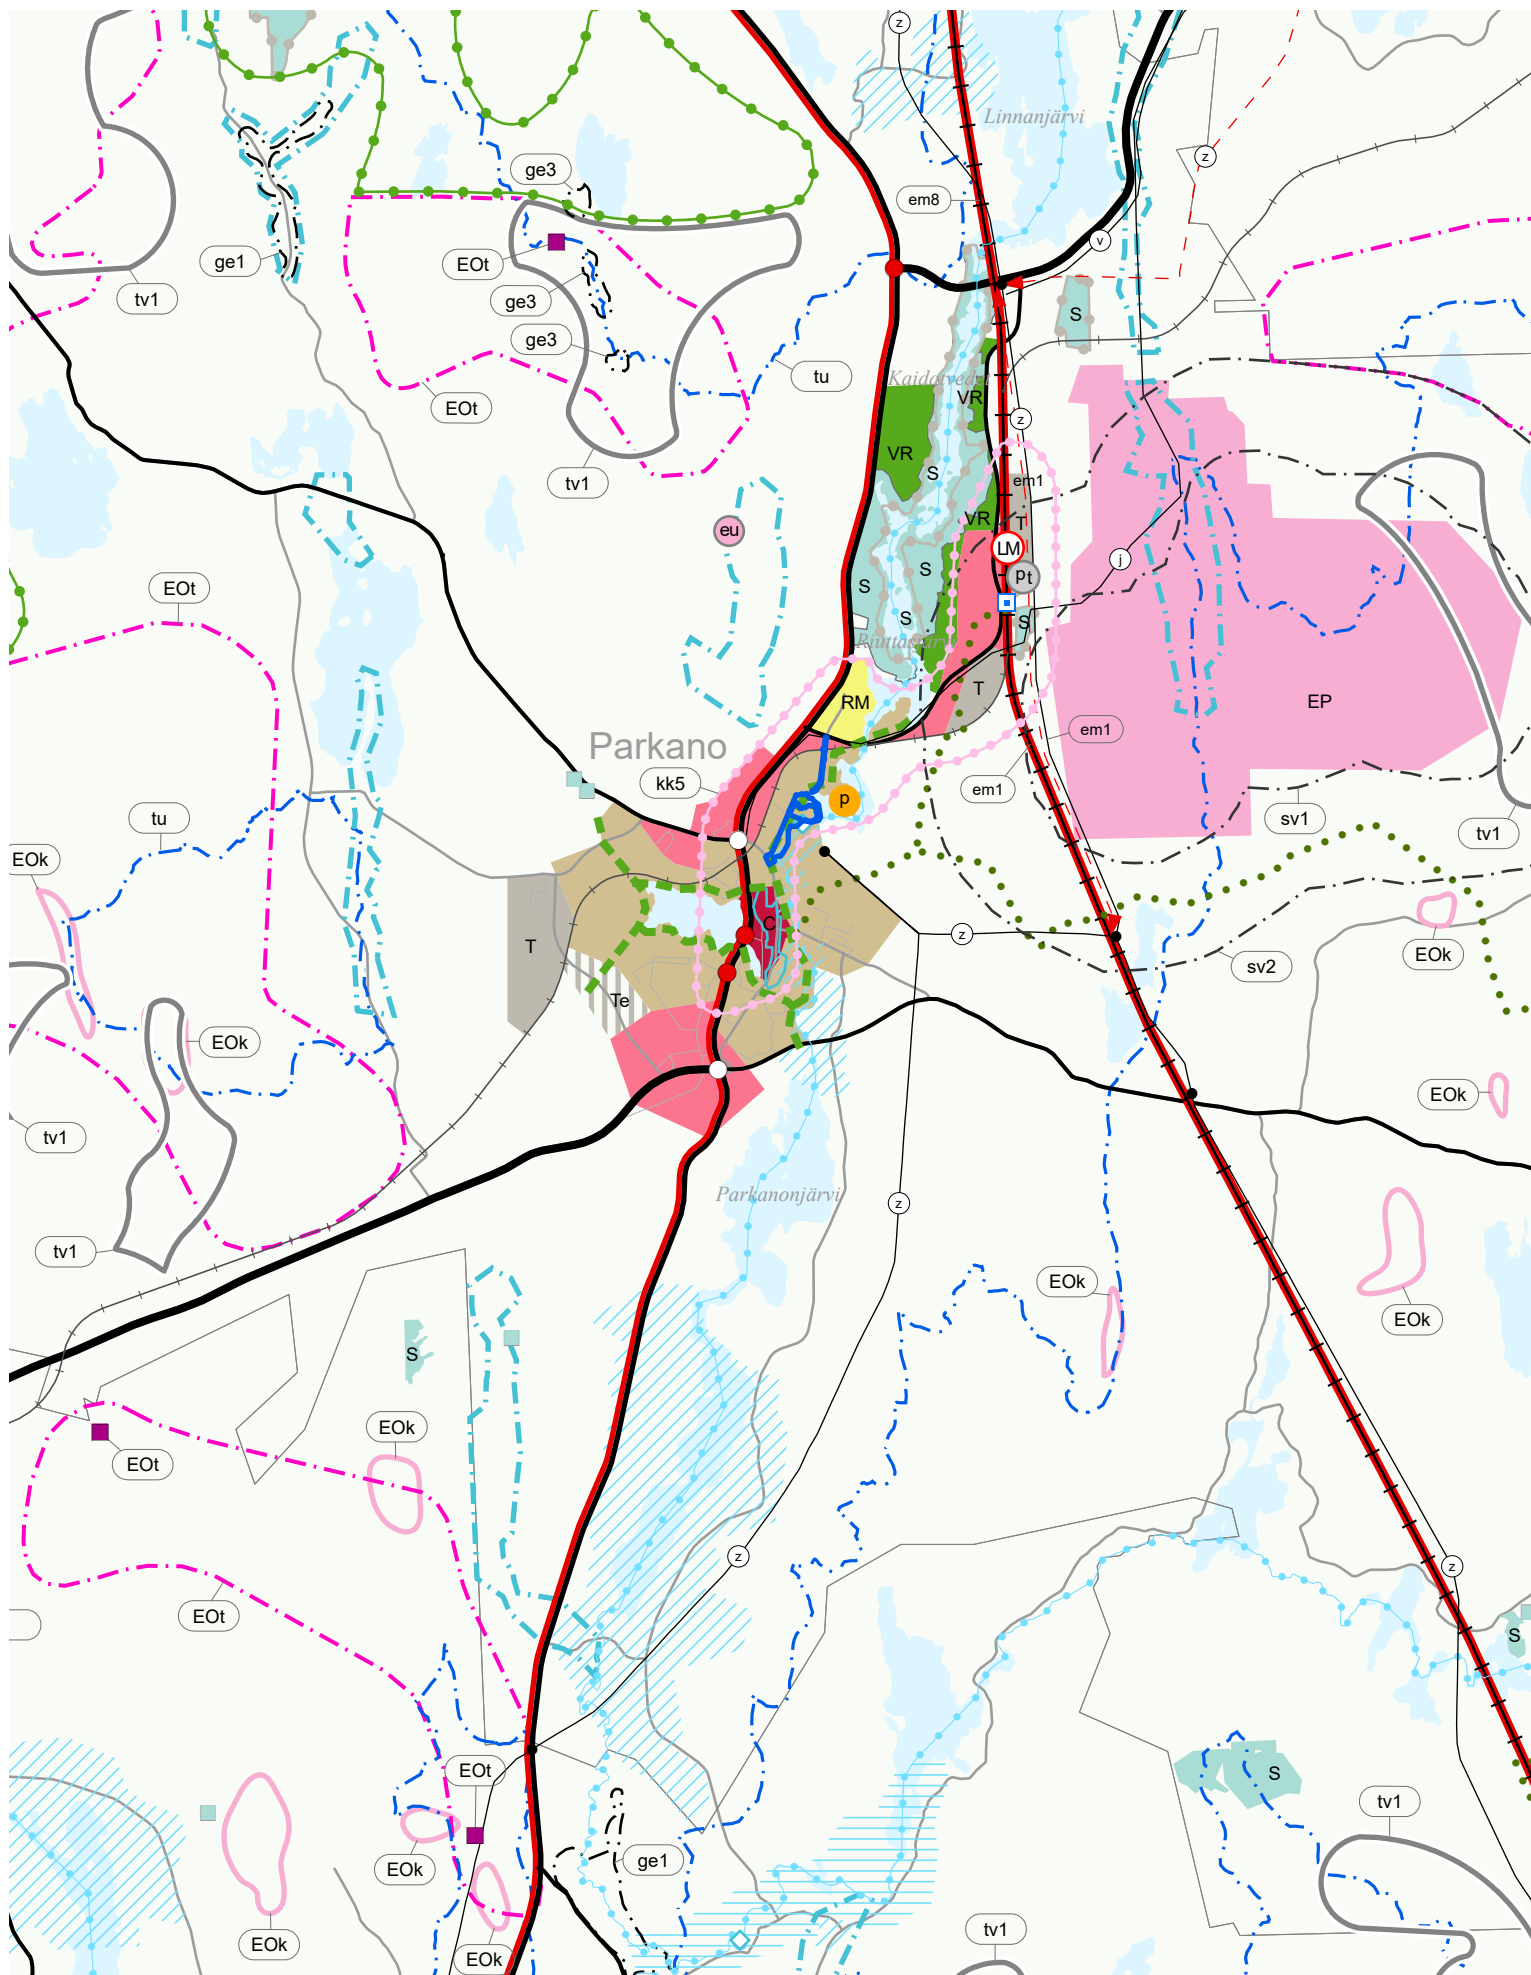 z
Linnanjärvi
z
ge3
em8
v
ge1
EOt
tv1
ge3
S
ge3
tu
Kaidatvedet
VR
EOt
z
VR
S
em1
tv1
VR
T
eu
LM
j
pt
S
S
EOt
S
S
Riuttasjärvi
T
RM
EP
em1
Parkano
kk5
em1
p
tu
sv1
tv1
EOk
C
EOk
T
z
sv2
Te
EOk
EOk
tv1
Parkanonjärvi
z
tv1
EOk
EOk
S
EOk
EOt
z
z
EOt
S
EOt
S
tv1
EOk
ge1
tv1
EOk
EOk